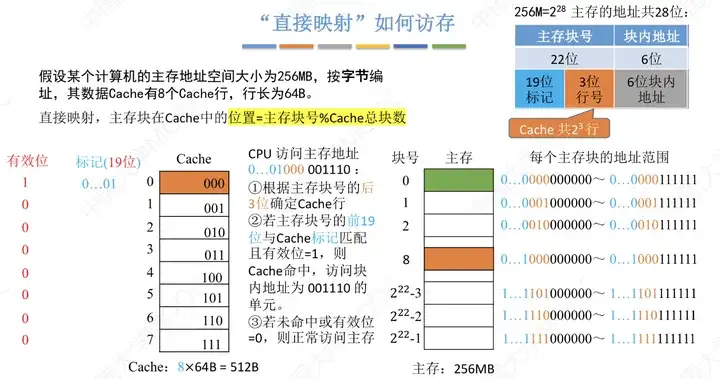 “直接映射”如何访存
256M=2²⁸ 主存的地址共28位：
主存块号 块内地址
22位 6位
19位标记 3位行号 6位块内地址
Cache 共2³行
假设某个计算机的主存地址空间大小为256MB，按字节编
址，其数据Cache有8个Cache行，行长为64B。
直接映射，主存块在Cache中的位置=主存块号%Cache总块数
有效位 标记(19位) Cache
1 0…01 0 000
0 1 001
0 2 010
0 3 011
0 4 100
0 5 101
0 6 110
0 7 111
Cache：8×64B = 512B
CPU 访问主存地址
0…01000 001110：
①根据主存块号的后
3位确定Cache行
②若主存块号的前19
位与Cache标记匹配
且有效位=1，则
Cache命中，访问块
内地址为 001110 的
单元。
③若未命中或有效位
=0，则正常访问主存
块号 主存 每个主存块的地址范围
0 0…0000000000～ 0…0000111111
1 0…0001000000～ 0…0001111111
2 0…0010000000～ 0…0010111111
8 0…1000000000～ 0…1000111111
2²²-3 1…1101000000～ 1…1101111111
2²²-2 1…1110000000～ 1…1110111111
2²²-1 1…1111000000～ 1…1111111111
主存：256MB